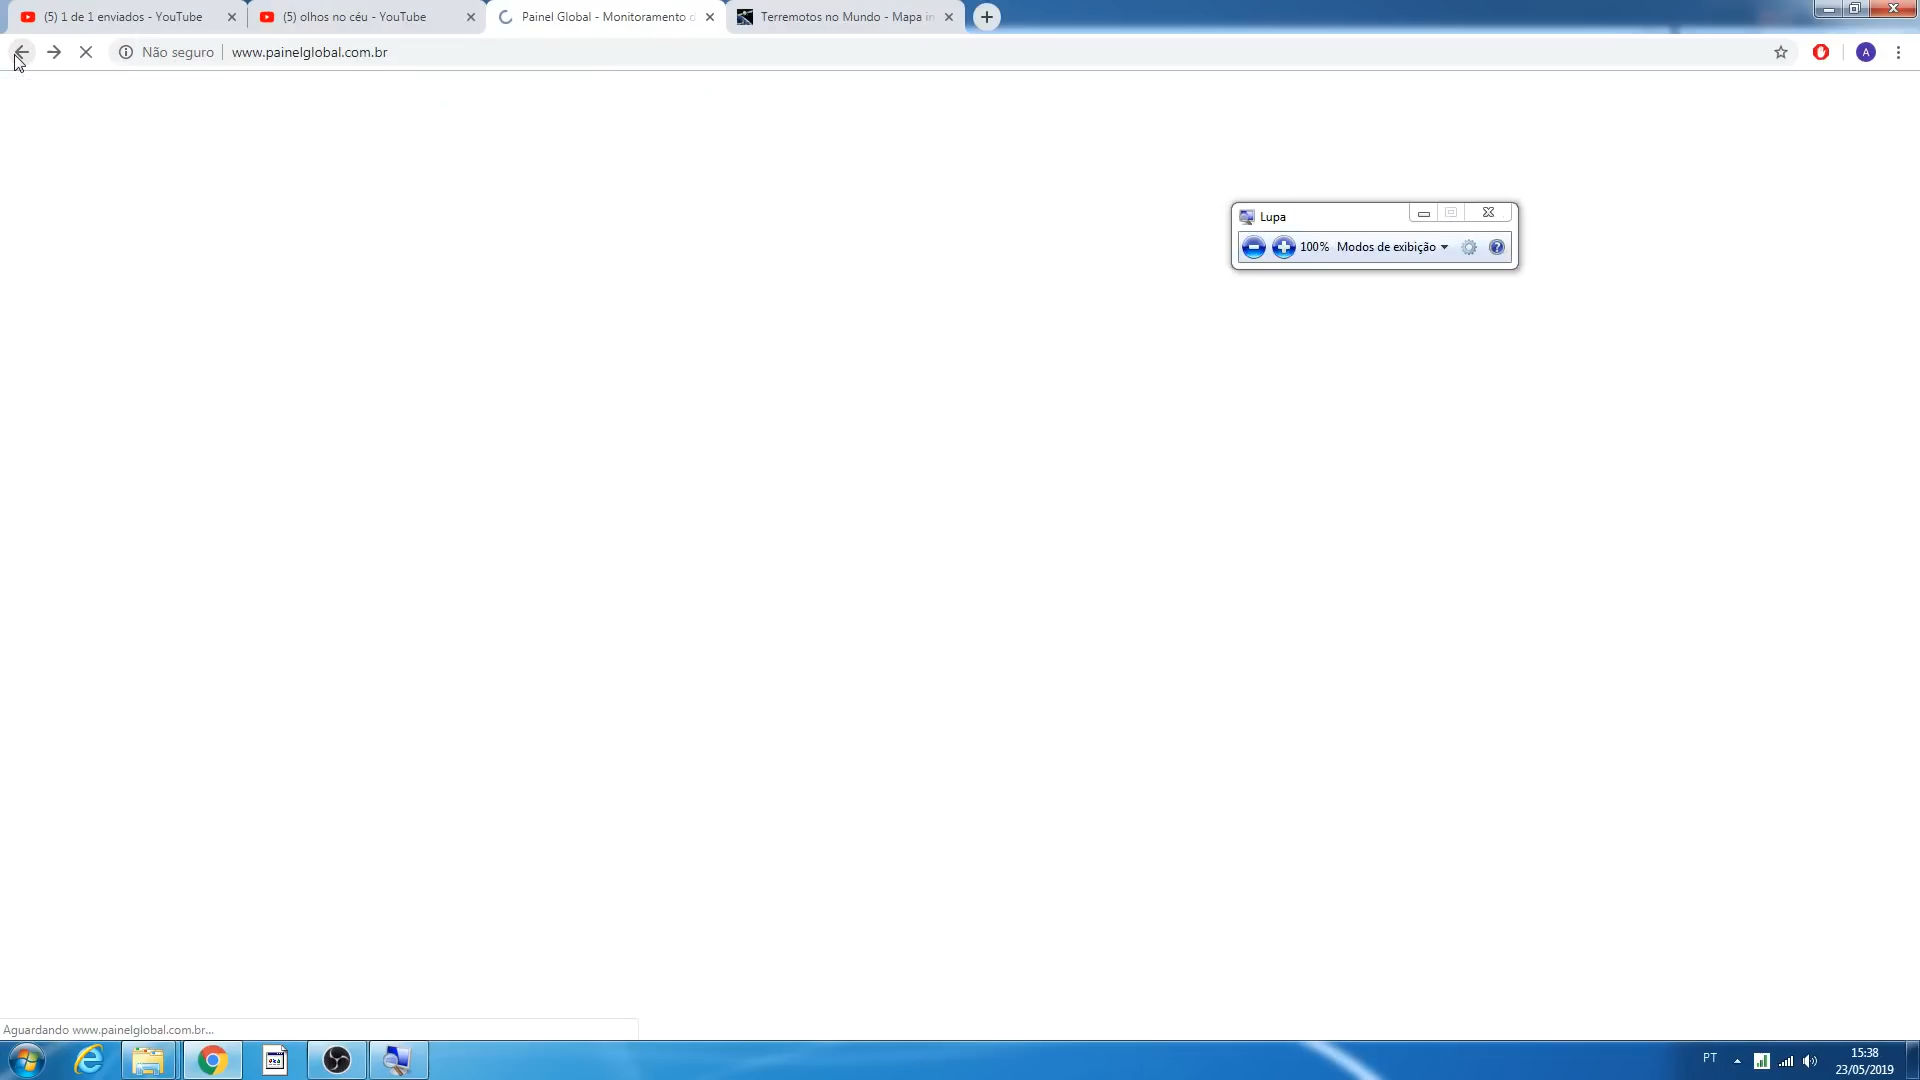 (5) 1 de 1 enviados - YouTube
(5) olhos no céu - YouTube
Painel Global - Monitoramento d
Terremotos no Mundo - Mapa in
Não seguro
www.painelglobal.com.br
A
Lupa
100% Modos de exibição
Aguardando www.painelglobal.com.br...
PT
15:38
23/05/2019